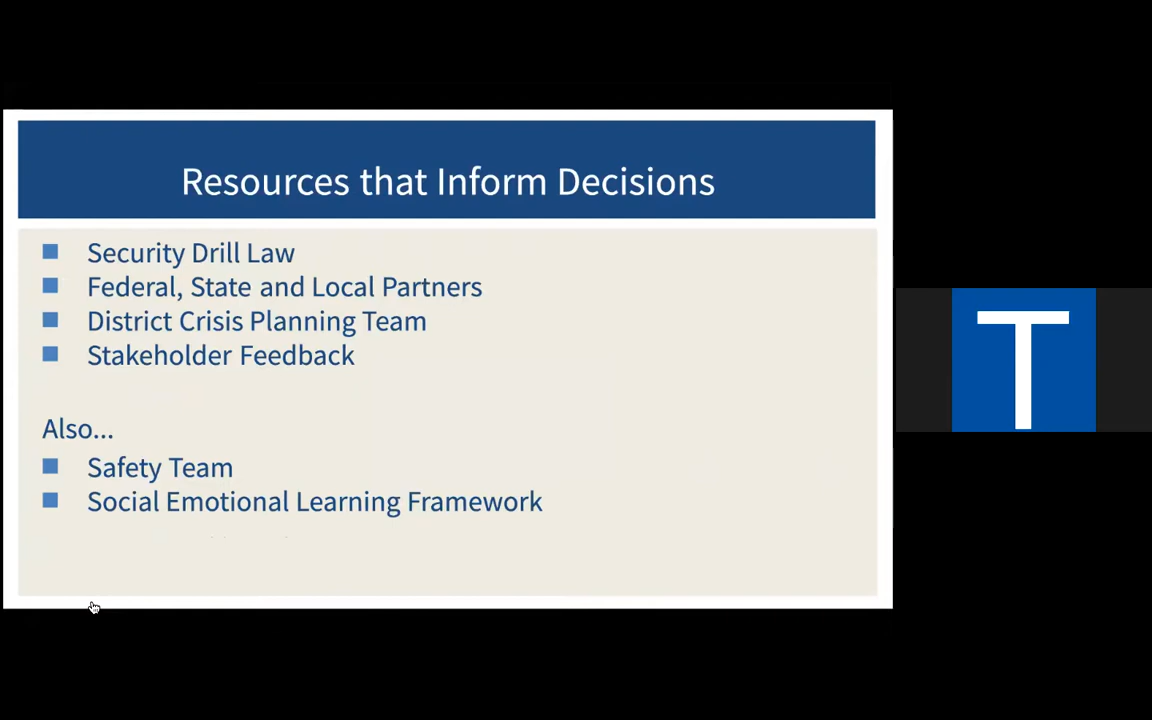 Resources that Inform Decisions
Security Drill Law
Federal, State and Local Partners
District Crisis Planning Team
Stakeholder Feedback
Also...
Safety Team
Social Emotional Learning Framework
T